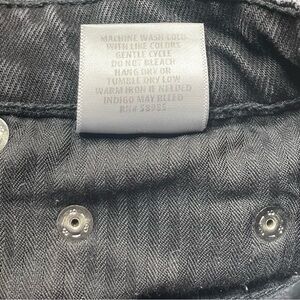 MACHINE WASH COLD
WITH LIKE COLORS
GENTLE CYCLE
DO NOT BLEACH
HANG DRY OR
TUMBLE DRY LOW
WARM IRON IF NEEDED
INDIGO MAY BLEED
RN# 58985